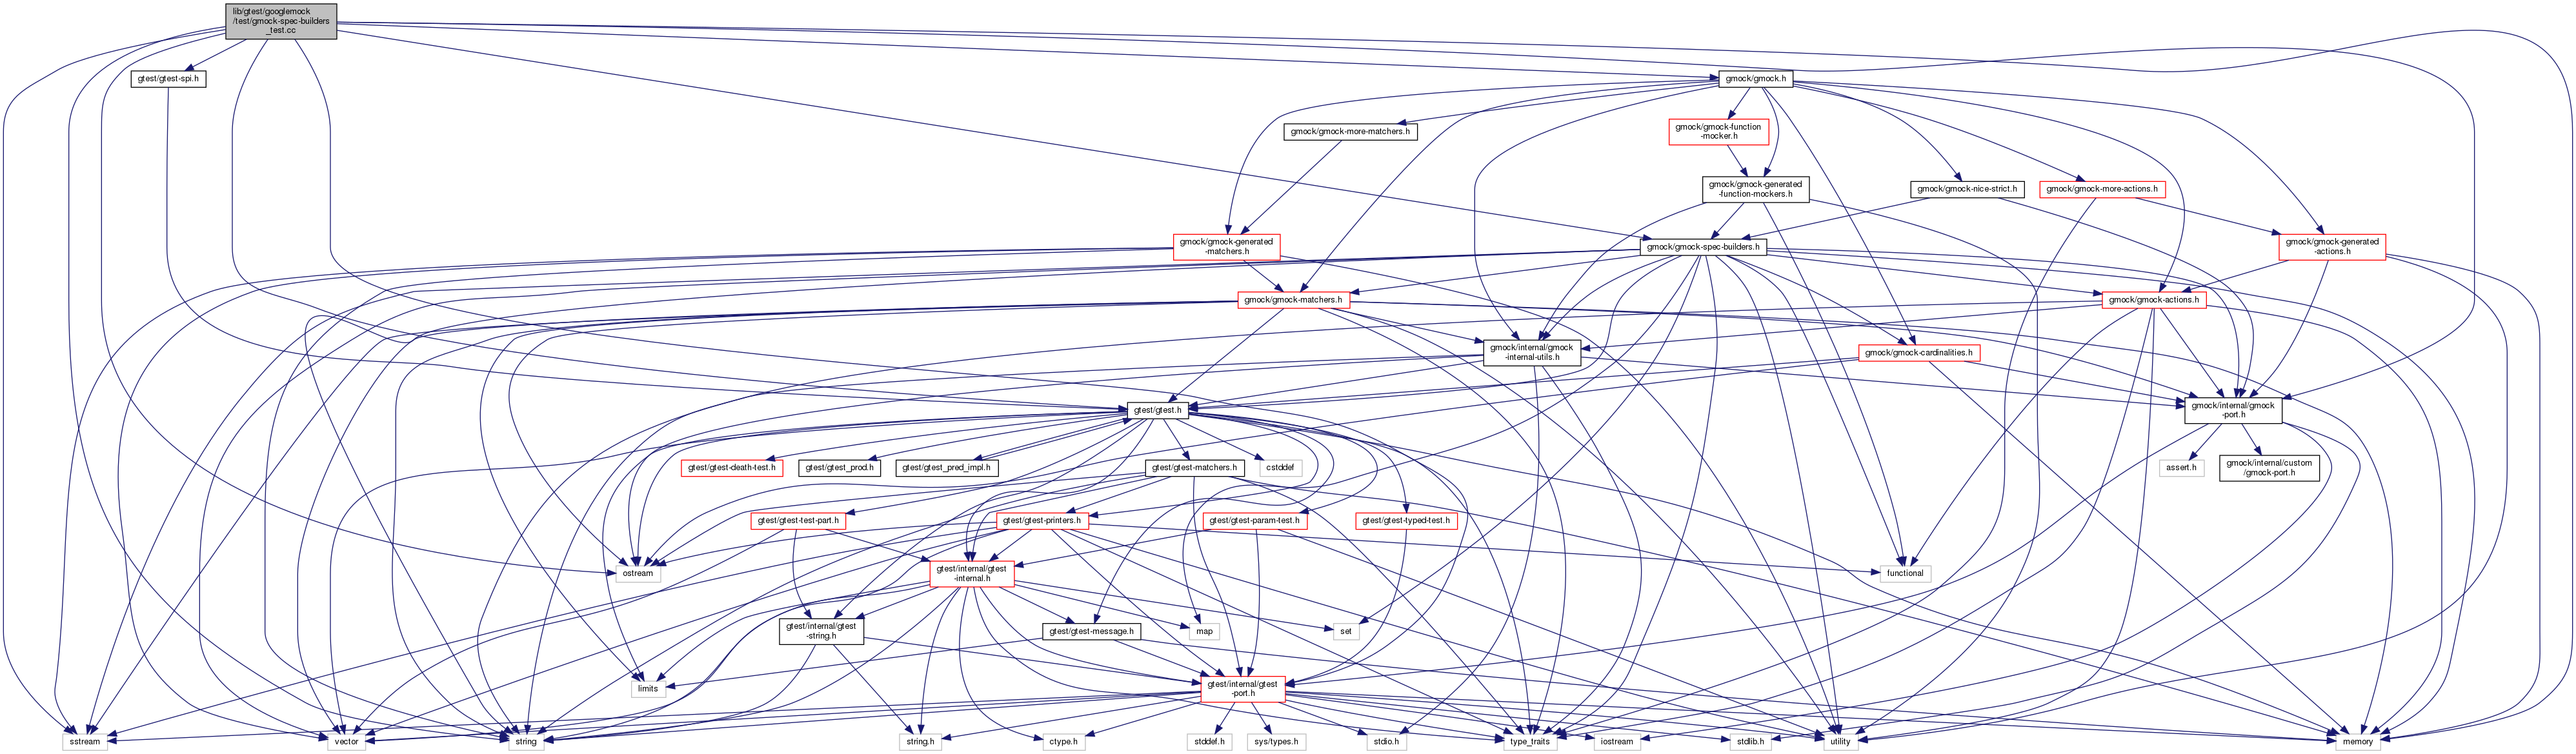 lib/gtest/googlemock
/test/gmock-spec-builders
_test.cc
gtest/gtest-spi.h
gmock/gmock.h
gmock/gmock-more-matchers.h
gmock/gmock-function
-mocker.h
gmock/gmock-generated
-function-mockers.h
gmock/gmock-nice-strict.h
gmock/gmock-more-actions.h
gmock/gmock-generated
-matchers.h
gmock/gmock-spec-builders.h
gmock/gmock-generated
-actions.h
gmock/gmock-matchers.h
gmock/gmock-actions.h
gmock/internal/gmock
-internal-utils.h
gmock/gmock-cardinalities.h
gtest/gtest.h
gmock/internal/gmock
-port.h
gtest/gtest-death-test.h
gtest/gtest_prod.h
gtest/gtest_pred_impl.h
gtest/gtest-matchers.h
cstddef
assert.h
gmock/internal/custom
/gmock-port.h
gtest/gtest-test-part.h
gtest/gtest-printers.h
gtest/gtest-param-test.h
gtest/gtest-typed-test.h
ostream
gtest/internal/gtest
-internal.h
functional
gtest/internal/gtest
-string.h
gtest/gtest-message.h
map
set
limits
gtest/internal/gtest
-port.h
sstream
vector
string
string.h
ctype.h
stddef.h
sys/types.h
stdio.h
type_traits
iostream
stdlib.h
utility
memory